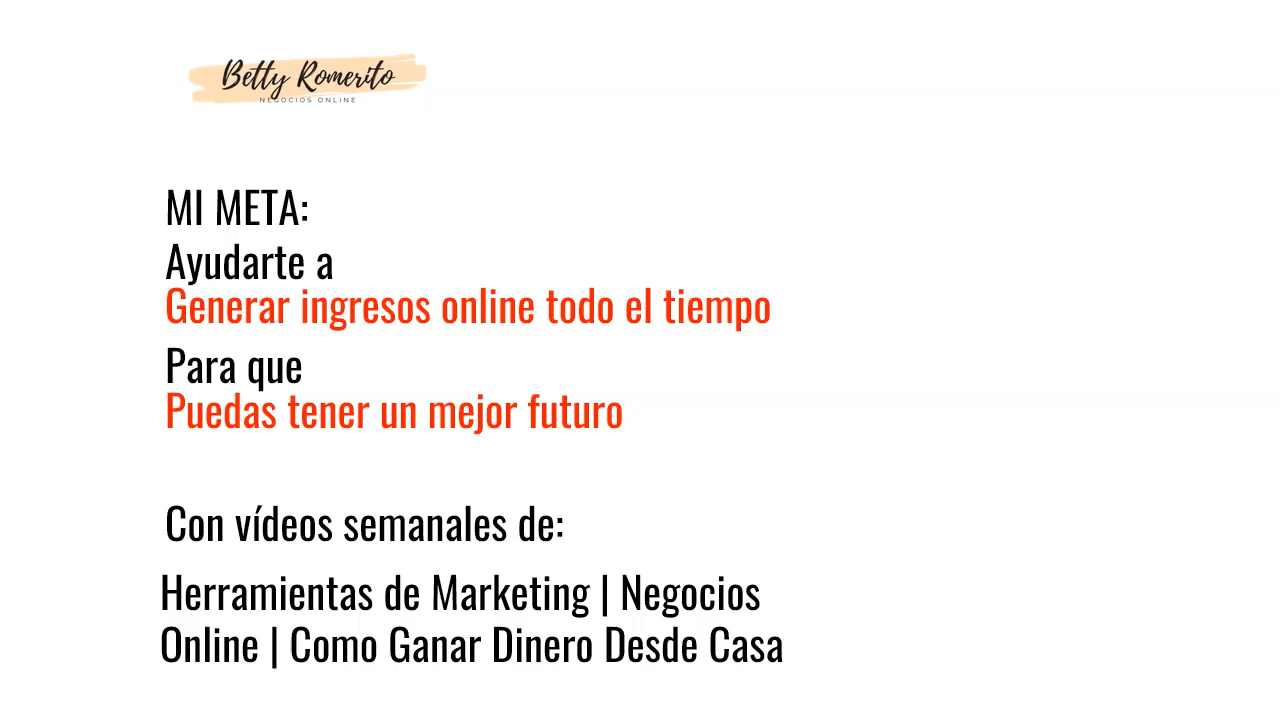 Betty Romerito
NEGOCIOS ONLINE
MI META:
Ayudarte a
Generar ingresos online todo el tiempo
Para que
Puedas tener un mejor futuro
Con vídeos semanales de:
Herramientas de Marketing | Negocios
Online | Como Ganar Dinero Desde Casa